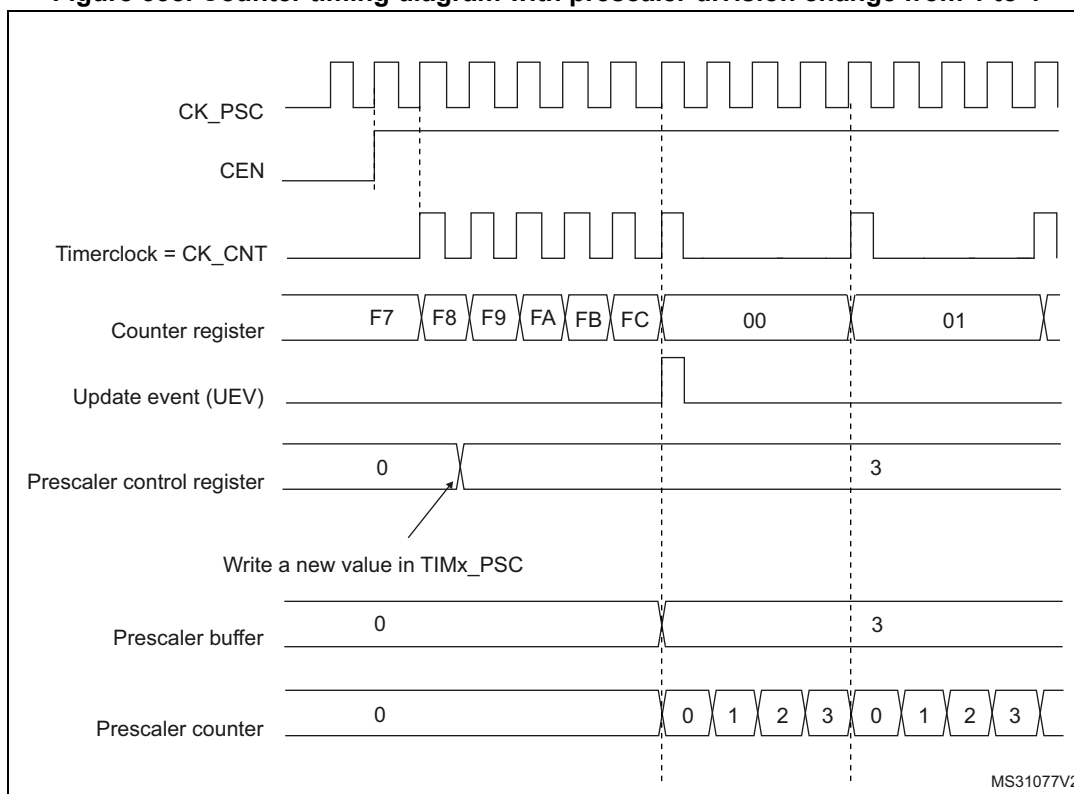 CK_PSC
CEN
Timerclock = CK_CNT
Counter register F7 F8 F9 FA FB FC 00 01
Update event (UEV)
Prescaler control register 0 3
Write a new value in TIMx_PSC
Prescaler buffer 0 3
Prescaler counter 0 0 1 2 3 0 1 2 3
MS31077V2